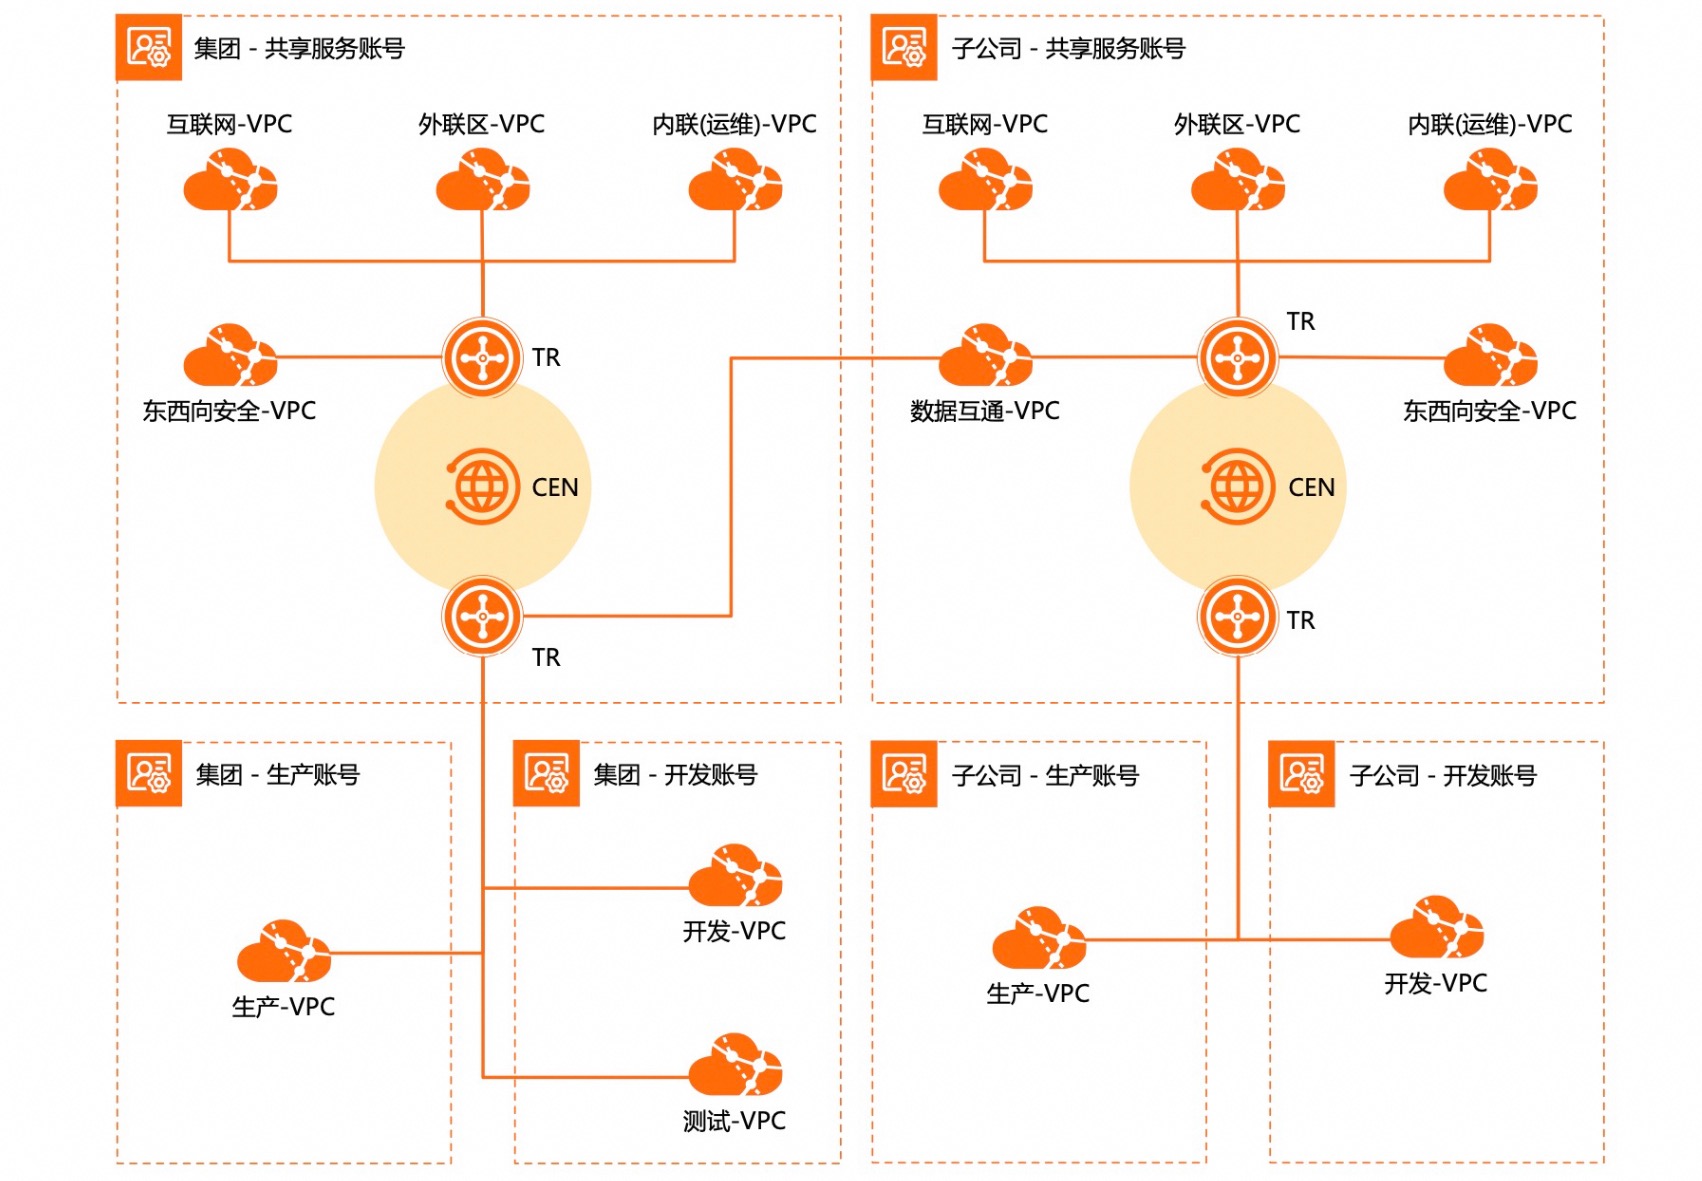 集团 - 共享服务账号
互联网-VPC
外联区-VPC
内联(运维)-VPC
TR
东西向安全-VPC
CEN
TR
子公司 - 共享服务账号
互联网-VPC
外联区-VPC
内联(运维)-VPC
TR
数据互通-VPC
东西向安全-VPC
CEN
TR
集团 - 生产账号
生产-VPC
集团 - 开发账号
开发-VPC
测试-VPC
子公司 - 生产账号
生产-VPC
子公司 - 开发账号
开发-VPC